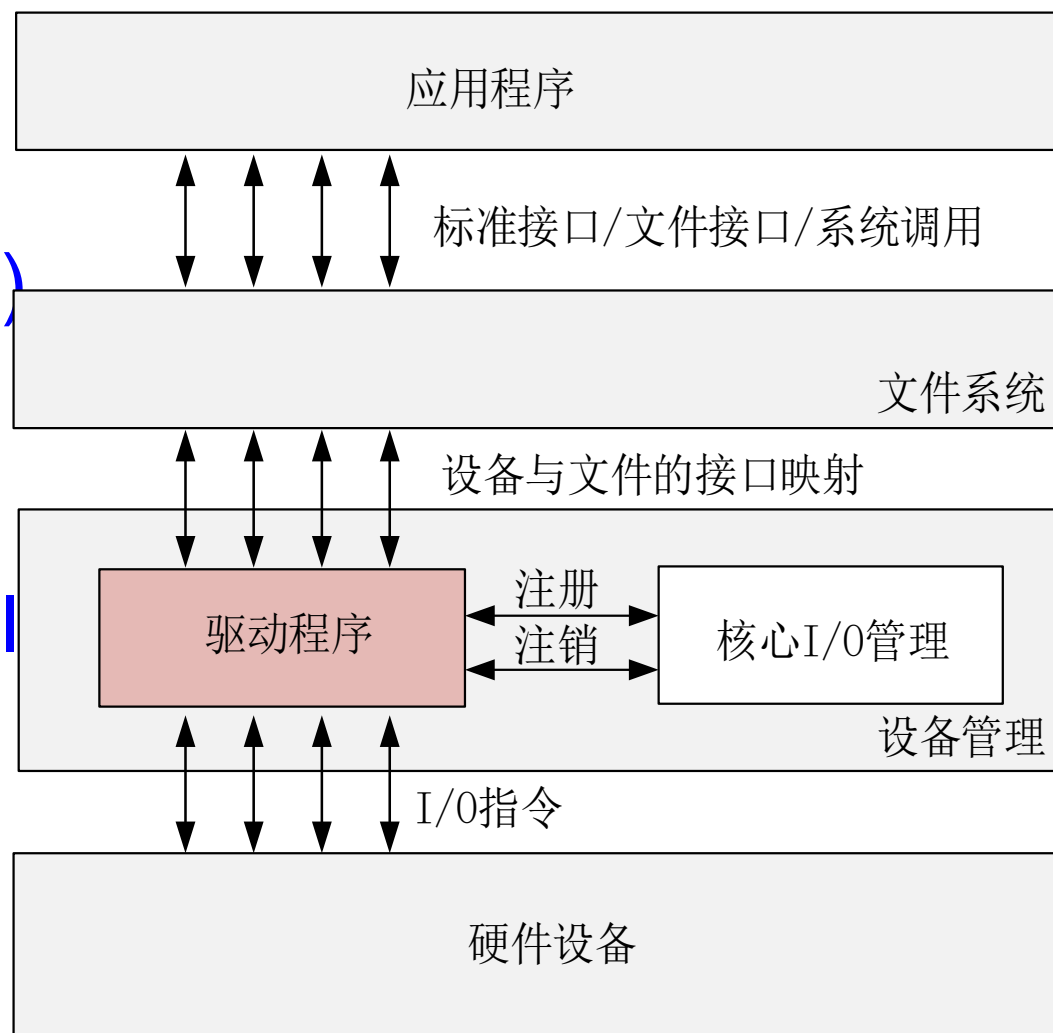 应用程序
标准接口/文件接口/系统调用
)
文件系统
设备与文件的接口映射
驱动程序
注册
注销
核心I/O管理
设备管理
I/O指令
硬件设备